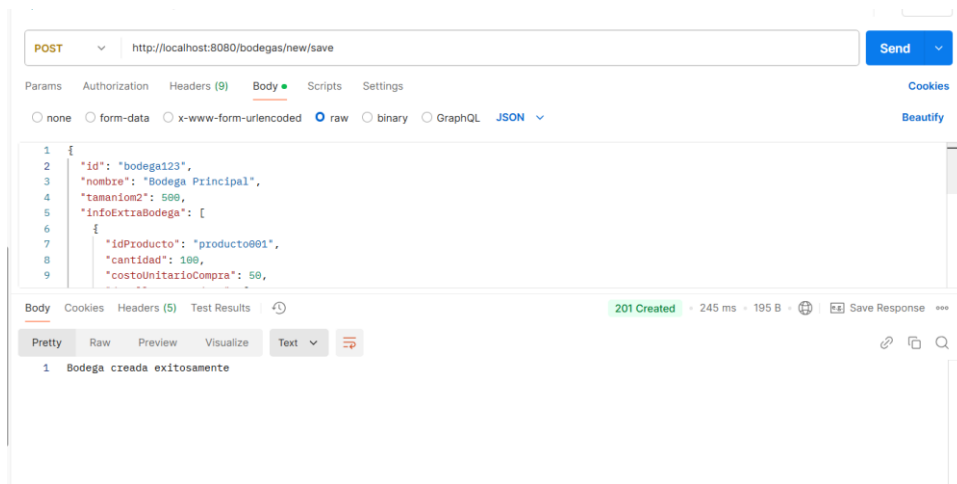 POST http://localhost:8080/bodegas/new/save Send
Params Authorization Headers (9) Body Scripts Settings Cookies
none form-data x-www-form-urlencoded raw binary GraphQL JSON Beautify
1 {
2 "id": "bodega123",
3 "nombre": "Bodega Principal",
4 "tamaniom2": 500,
5 "infoExtraBodega": [
6 {
7 "idProducto": "producto001",
8 "cantidad": 100,
9 "costoUnitarioCompra": 50,
Body Cookies Headers (5) Test Results 201 Created 245 ms 195 B Save Response
Pretty Raw Preview Visualize Text
1 Bodega creada exitosamente